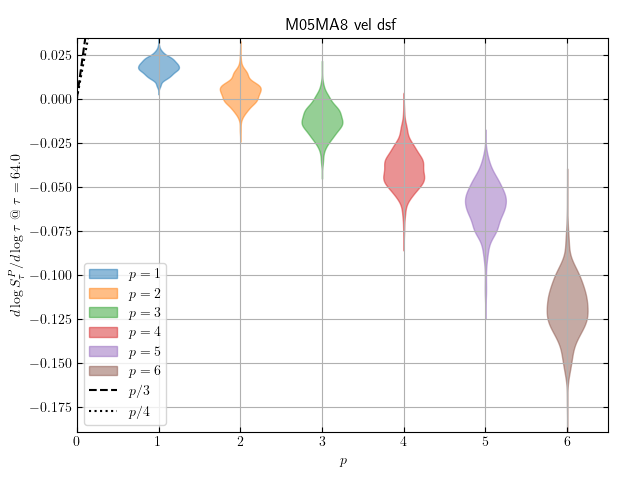 M05MA8 vel dsf
d log S_τ^p / d log τ @ τ = 64.0
0.025
0.000
−0.025
−0.050
−0.075
−0.100
−0.125
−0.150
−0.175
p = 1
p = 2
p = 3
p = 4
p = 5
p = 6
p/3
p/4
0 1 2 3 4 5 6
p